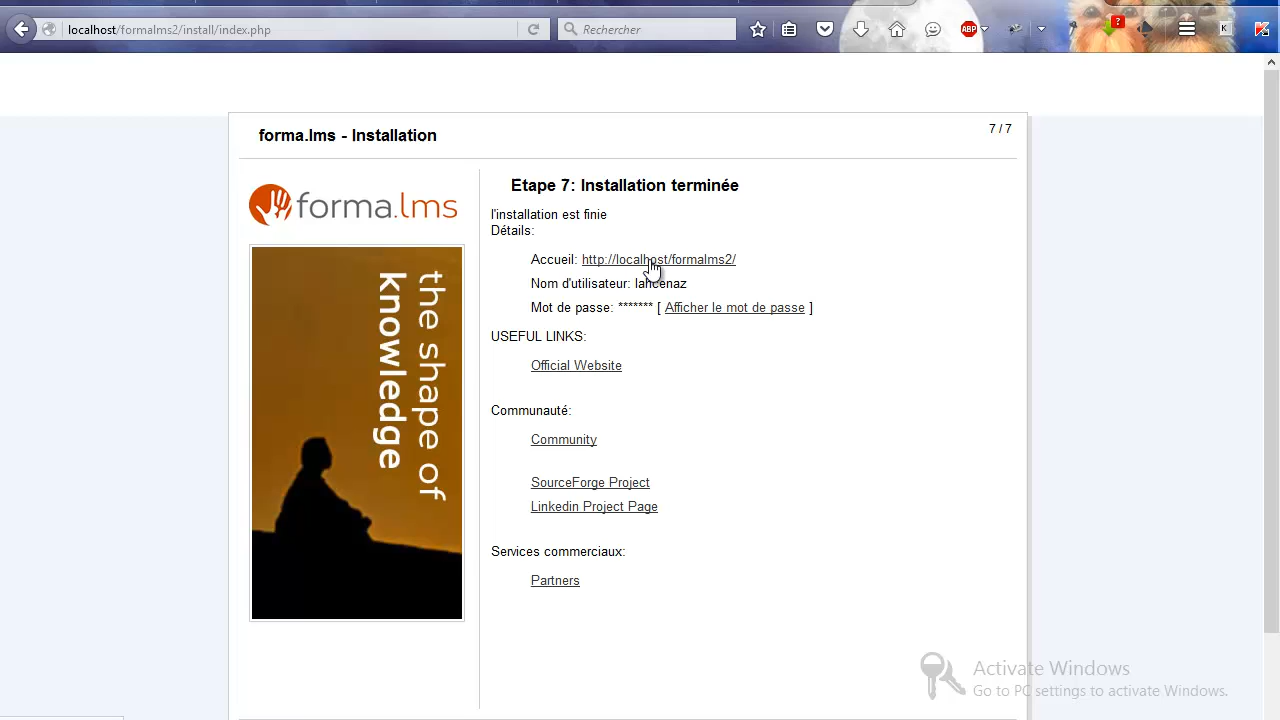 localhost/formalms2/install/index.php
Rechercher
ABP
?
K
forma.lms - Installation
7 / 7
forma.lms
the shape of
knowledge
Etape 7: Installation terminée
l'installation est finie
Détails:
Accueil: http://localhost/formalms2/
Nom d'utilisateur:
Mot de passe: ******* [ Afficher le mot de passe ]
USEFUL LINKS:
Official Website
Communauté:
Community
SourceForge Project
Linkedin Project Page
Services commerciaux:
Partners
Activate Windows
Go to PC settings to activate Windows.